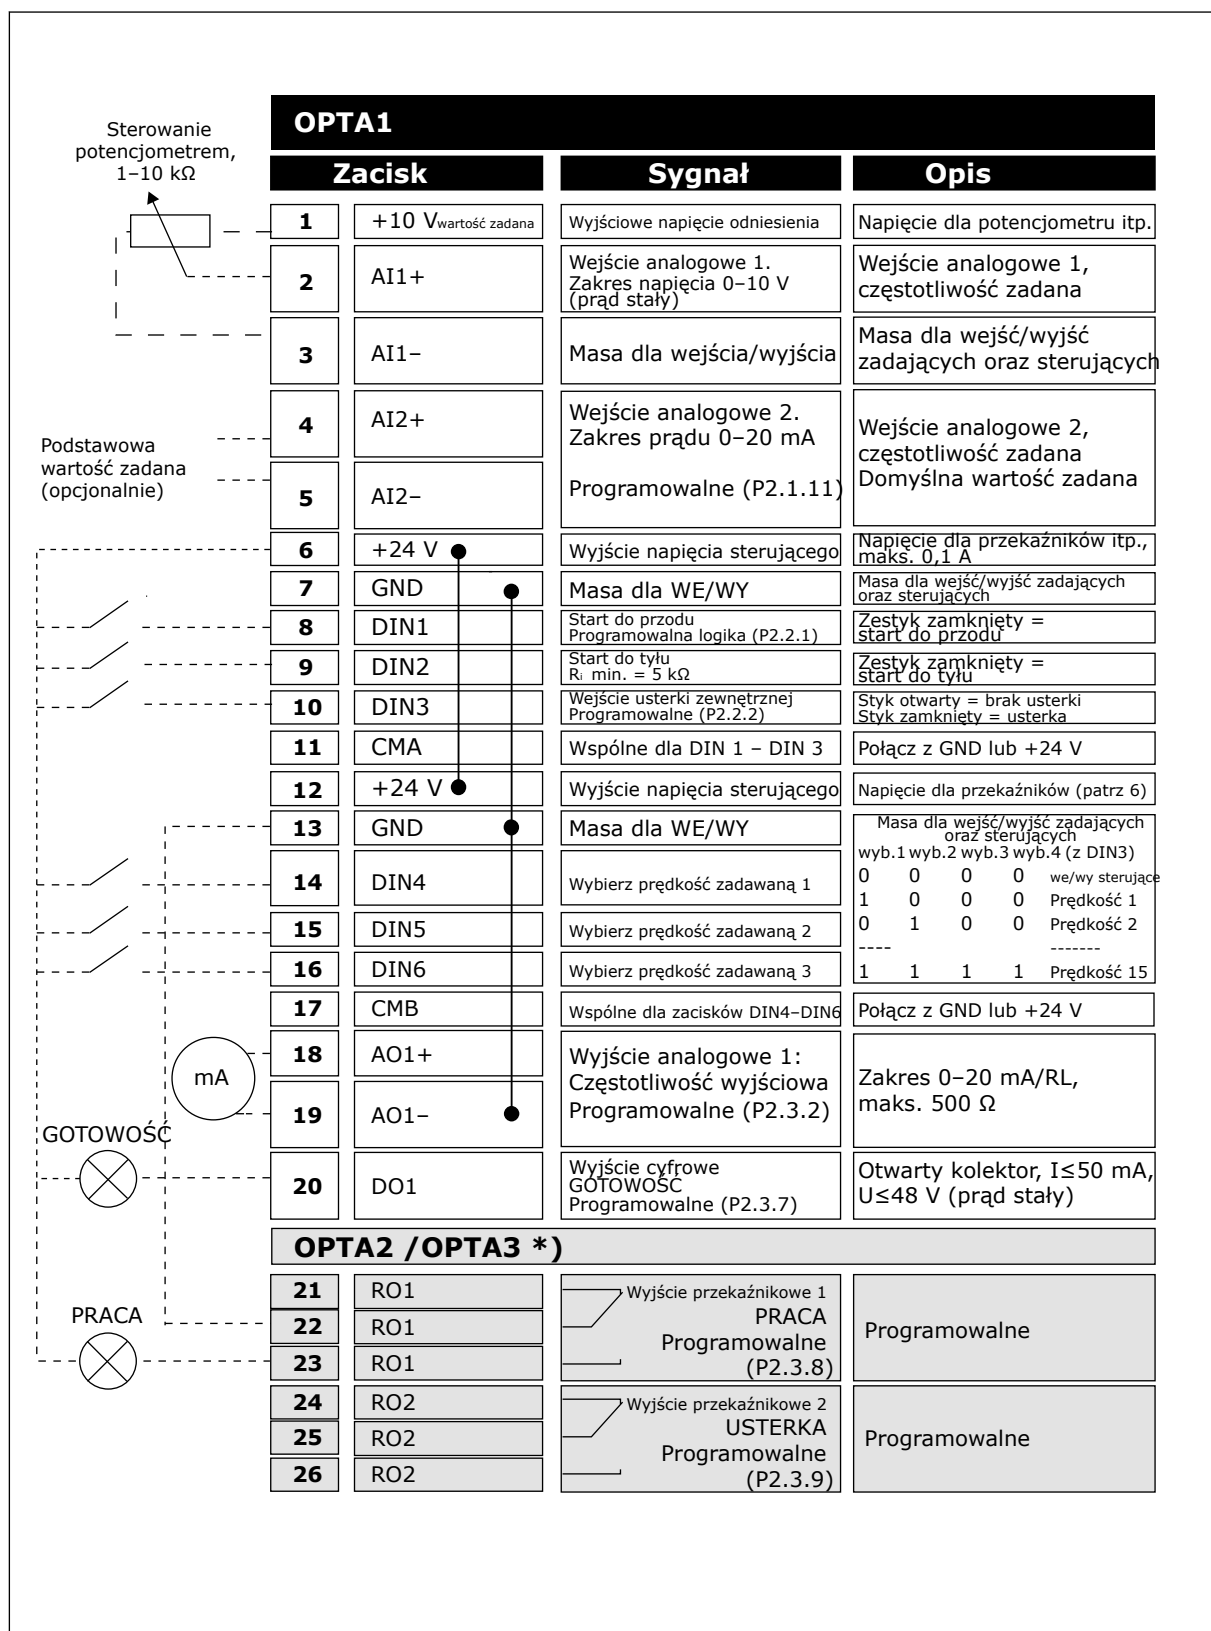 OPTA1
Sterowanie
potencjometrem,
1–10 kΩ
Zacisk Sygnał Opis
1 +10 Vwartość zadana Wyjściowe napięcie odniesienia Napięcie dla potencjometru itp.
2 AI1+ Wejście analogowe 1.
Zakres napięcia 0–10 V
(prąd stały)
Wejście analogowe 1,
częstotliwość zadana
3 AI1– Masa dla wejścia/wyjścia Masa dla wejść/wyjść
zadających oraz sterujących
Podstawowa
wartość zadana
(opcjonalnie)
4 AI2+
5 AI2–
Wejście analogowe 2.
Zakres prądu 0–20 mA
Programowalne (P2.1.11)
Wejście analogowe 2,
częstotliwość zadana
Domyślna wartość zadana
6 +24 V Wyjście napięcia sterującego Napięcie dla przekaźników itp.,
maks. 0,1 A
7 GND Masa dla WE/WY Masa dla wejść/wyjść zadających
oraz sterujących
8 DIN1 Start do przodu
Programowalna logika (P2.2.1)
Zestyk zamknięty =
start do przodu
9 DIN2 Start do tyłu
Ri min. = 5 kΩ
Zestyk zamknięty =
start do tyłu
10 DIN3 Wejście usterki zewnętrznej
Programowalne (P2.2.2)
Styk otwarty = brak usterki
Styk zamknięty = usterka
11 CMA Wspólne dla DIN 1 – DIN 3 Połącz z GND lub +24 V
12 +24 V Wyjście napięcia sterującego Napięcie dla przekaźników (patrz 6)
13 GND Masa dla WE/WY Masa dla wejść/wyjść zadających
oraz sterujących
wyb.1 wyb.2 wyb.3 wyb.4 (z DIN3)
0 0 0 0 we/wy sterujące
1 0 0 0 Prędkość 1
0 1 0 0 Prędkość 2
---- -------
1 1 1 1 Prędkość 15
14 DIN4 Wybierz prędkość zadawaną 1
15 DIN5 Wybierz prędkość zadawaną 2
16 DIN6 Wybierz prędkość zadawaną 3
17 CMB Wspólne dla zacisków DIN4–DIN6 Połącz z GND lub +24 V
mA
18 AO1+
19 AO1–
Wyjście analogowe 1:
Częstotliwość wyjściowa
Programowalne (P2.3.2)
Zakres 0–20 mA/RL,
maks. 500 Ω
GOTOWOŚĆ
20 DO1 Wyjście cyfrowe
GOTOWOŚĆ
Programowalne (P2.3.7)
Otwarty kolektor, I≤50 mA,
U≤48 V (prąd stały)
OPTA2 /OPTA3 *)
PRACA
21 RO1
22 RO1
23 RO1
Wyjście przekaźnikowe 1
PRACA
Programowalne
(P2.3.8)
Programowalne
24 RO2
25 RO2
26 RO2
Wyjście przekaźnikowe 2
USTERKA
Programowalne
(P2.3.9)
Programowalne